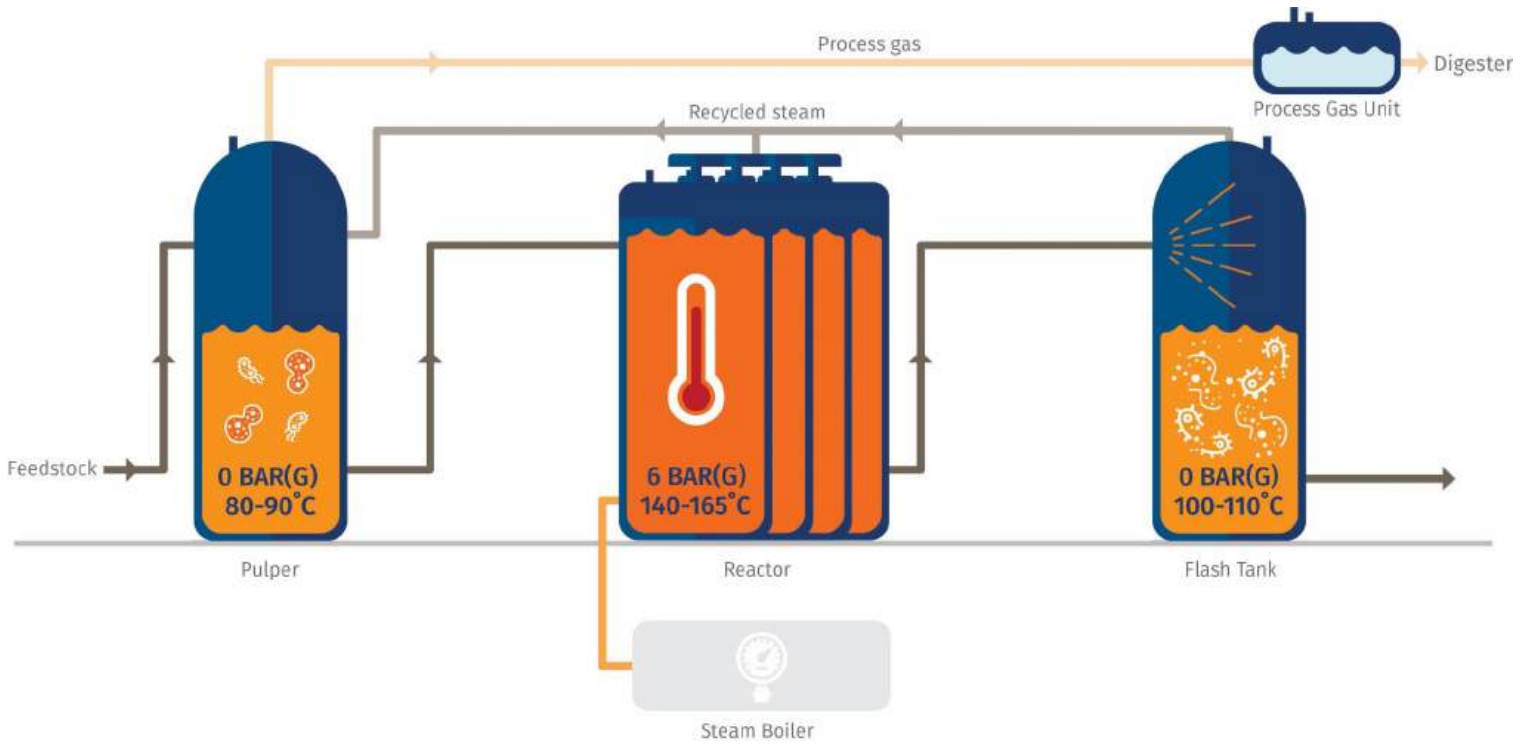 Process gas
Digester
Process Gas Unit
Recycled steam
Feedstock
0 BAR(G)
80-90°C
6 BAR(G)
140-165°C
0 BAR(G)
100-110°C
Pulper
Reactor
Flash Tank
Steam Boiler